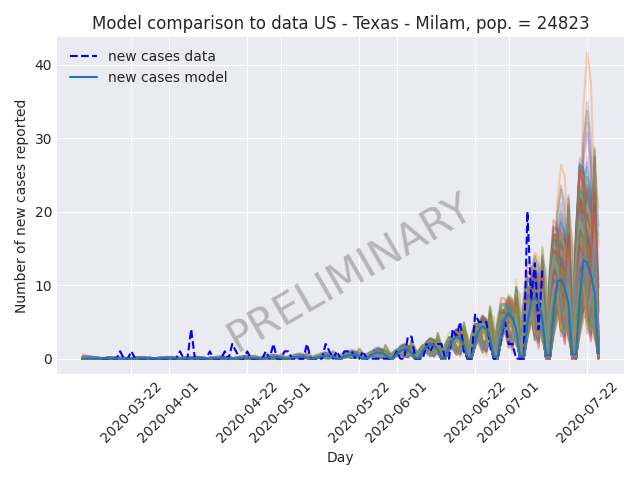 Model comparison to data US - Texas - Milam, pop. = 24823
new cases data
new cases model
PRELIMINARY
Number of new cases reported
40
30
20
10
0
2020-03-22
2020-04-01
2020-04-22
2020-05-01
2020-05-22
2020-06-01
2020-06-22
2020-07-01
2020-07-22
Day